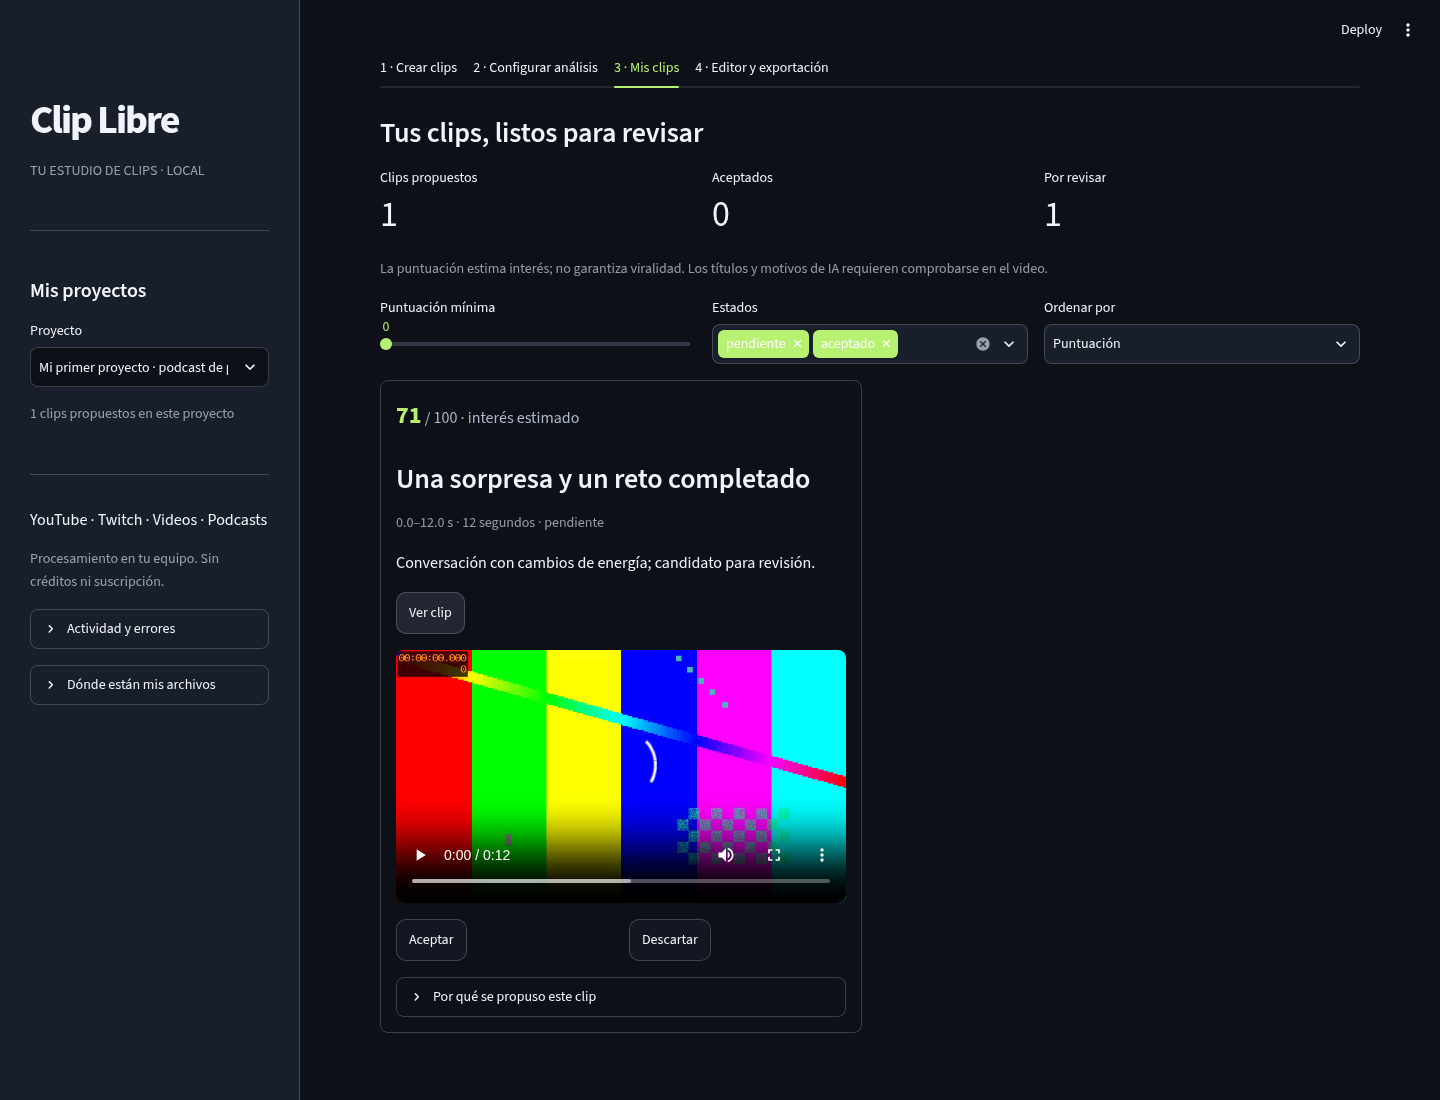 Deploy
Clip Libre
TU ESTUDIO DE CLIPS · LOCAL
Mis proyectos
Proyecto
Mi primer proyecto · podcast de
1 clips propuestos en este proyecto
YouTube · Twitch · Videos · Podcasts
Procesamiento en tu equipo. Sin
créditos ni suscripción.
Actividad y errores
Dónde están mis archivos
1 · Crear clips
2 · Configurar análisis
3 · Mis clips
4 · Editor y exportación
Tus clips, listos para revisar
Clips propuestos
1
Aceptados
0
Por revisar
1
La puntuación estima interés; no garantiza viralidad. Los títulos y motivos de IA requieren comprobarse en el video.
Puntuación mínima
0
Estados
pendiente
aceptado
Ordenar por
Puntuación
71 / 100 · interés estimado
Una sorpresa y un reto completado
0.0–12.0 s · 12 segundos · pendiente
Conversación con cambios de energía; candidato para revisión.
Ver clip
00:00:00.000
0
0:00 / 0:12
Aceptar
Descartar
Por qué se propuso este clip